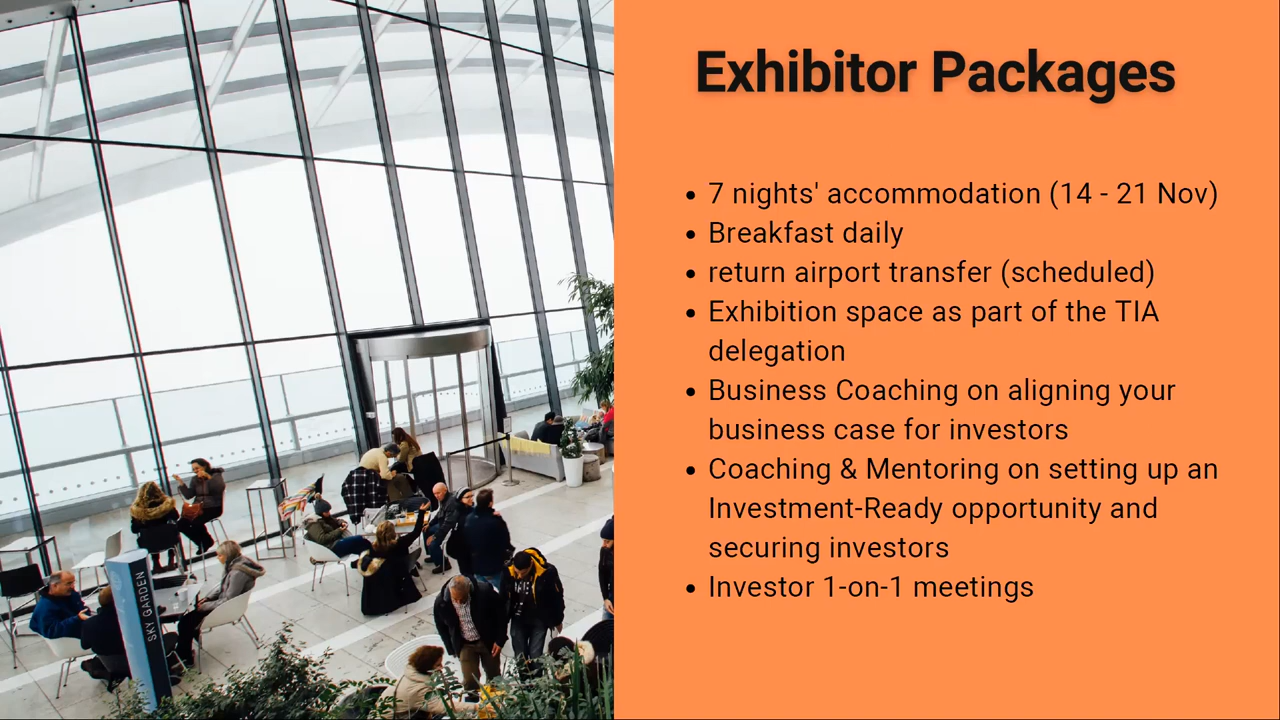 Exhibitor Packages
• 7 nights' accommodation (14 - 21 Nov)
• Breakfast daily
• return airport transfer (scheduled)
• Exhibition space as part of the TIA
delegation
• Business Coaching on aligning your
business case for investors
• Coaching & Mentoring on setting up an
Investment-Ready opportunity and
securing investors
• Investor 1-on-1 meetings
SKY GARDEN